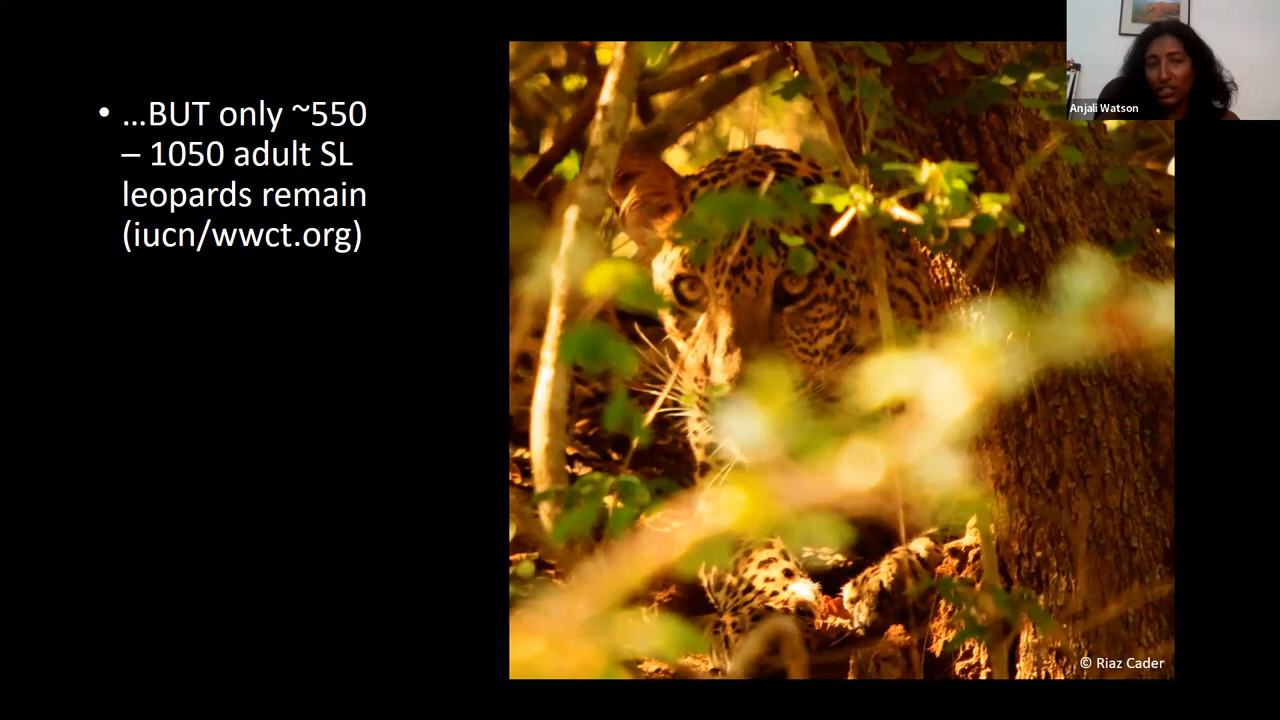 • …BUT only ~550
– 1050 adult SL
leopards remain
(iucn/wwct.org)
Anjali Watson
© Riaz Cader